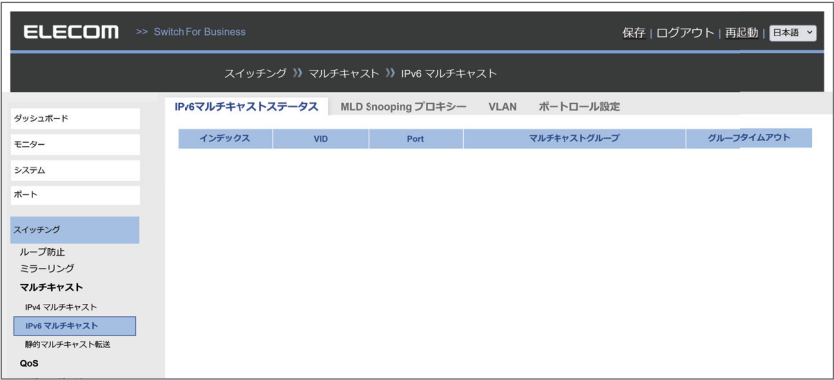 ELECOM >> Switch For Business 保存 | ログアウト | 再起動 | 日本語
スイッチング 》 マルチキャスト 》 IPv6 マルチキャスト
IPv6マルチキャストステータス MLD Snooping プロキシー VLAN ポートロール設定
インデックス VID Port マルチキャストグループ グループタイムアウト
ダッシュボード
モニター
システム
ポート
スイッチング
ループ防止
ミラーリング
マルチキャスト
IPv4 マルチキャスト
IPv6 マルチキャスト
静的マルチキャスト転送
QoS